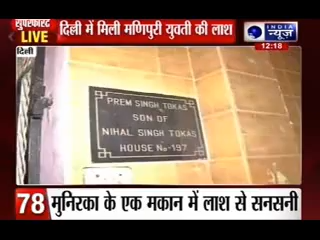 सुपरफास्ट
LIVE
दिल्ली में मिली मणिपुरी युवती की लाश
INDIA
न्यूज़
12:18
दिल्ली
PREM SINGH TOKAS
SON OF
NIHAL SINGH TOKAS
HOUSE No-197
78
मुनिरका के एक मकान में लाश से सनसनी